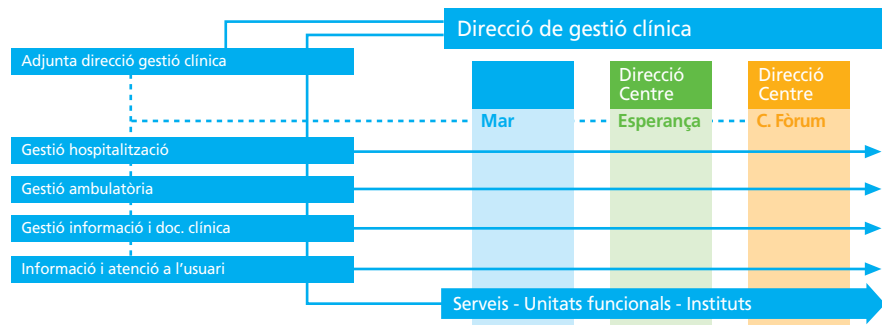 Direcció de gestió clínica
Adjunta direcció gestió clínica
Direcció
Centre
Direcció
Centre
Mar
Esperança
C. Fòrum
Gestió hospitalització
Gestió ambulatòria
Gestió informació i doc. clínica
Informació i atenció a l’usuari
Serveis - Unitats funcionals - Instituts